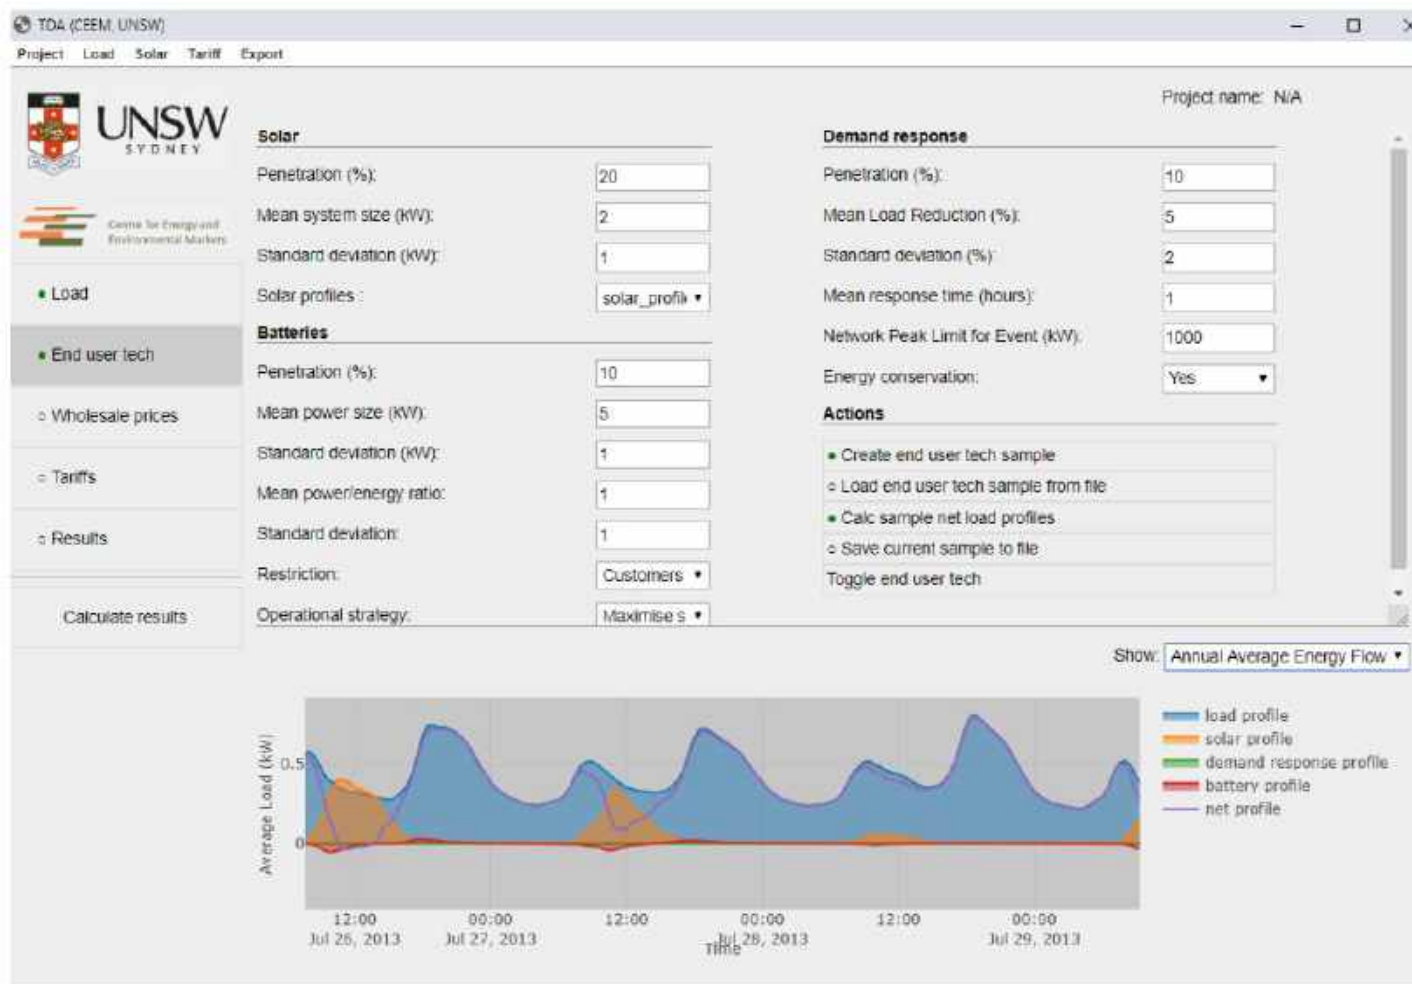 TDA (CEEM, UNSW)
Project Load Solar Tariff Export
UNSW
SYDNEY
Centre for Energy and
Environmental Markets
Load
End user tech
Wholesale prices
Tariffs
Results
Calculate results
Project name: N/A
Solar
Penetration (%): 20
Mean system size (kW): 2
Standard deviation (kW): 1
Solar profiles : solar_profil
Batteries
Penetration (%): 10
Mean power size (kW): 5
Standard deviation (kW): 1
Mean power/energy ratio: 1
Standard deviation: 1
Restriction: Customers
Operational strategy: Maximise s
Demand response
Penetration (%): 10
Mean Load Reduction (%): 5
Standard deviation (%) 2
Mean response time (hours): 1
Network Peak Limit for Event (kW): 1000
Energy conservation: Yes
Actions
Create end user tech sample
Load end user tech sample from file
Calc sample net load profiles
Save current sample to file
Toggle end user tech
Show: Annual Average Energy Flow
Average Load (kW)
0.5
0
12:00 00:00 12:00 00:00 12:00 00:00
Jul 26, 2013 Jul 27, 2013 Jul 28, 2013 Jul 29, 2013
Time
load profile
solar profile
demand response profile
battery profile
net profile